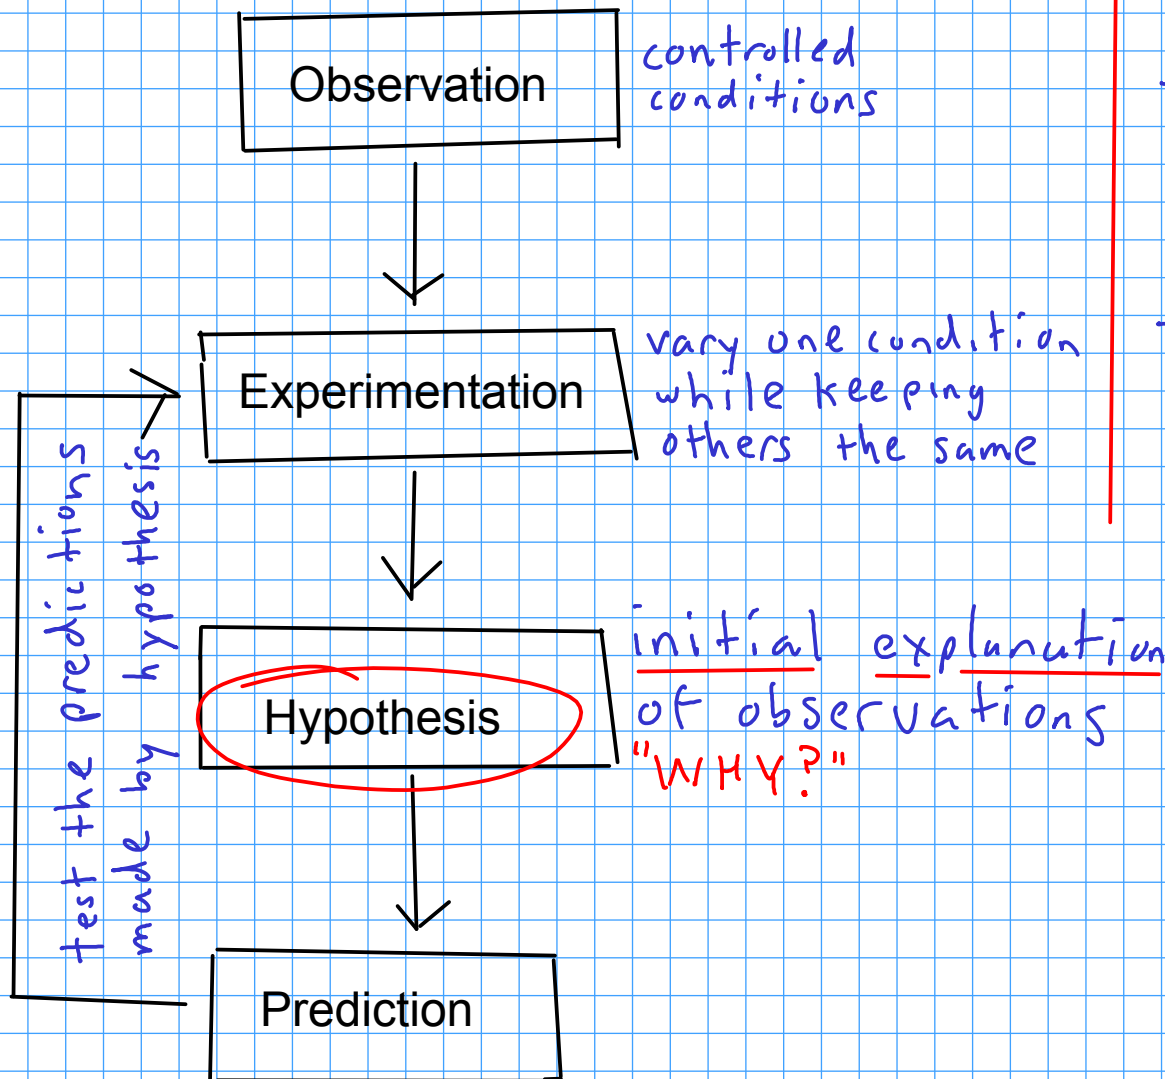 Observation
controlled
conditions
Experimentation
vary one condition
while keeping
others the same
test the predictions
made by hypothesis
Hypothesis
initial explanation
of observations
"WHY?"
Prediction